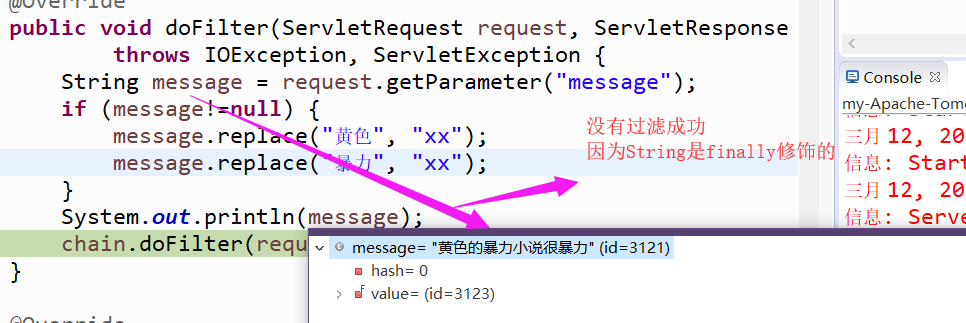 @Override
public void doFilter(ServletRequest request, ServletResponse
throws IOException, ServletException {
String message = request.getParameter("message");
if (message!=null) {
message.replace("黄色", "xx");
message.replace("暴力", "xx");
}
System.out.println(message);
chain.doFilter(requ
}
@Override
没有过滤成功
因为String是finally修饰的
message= "黄色的暴力小说很暴力" (id=3121)
hash= 0
value= (id=3123)
Console
my-Apache-Tome
三月 12, 20
信息: Start
三月 12, 20
信息: Serve